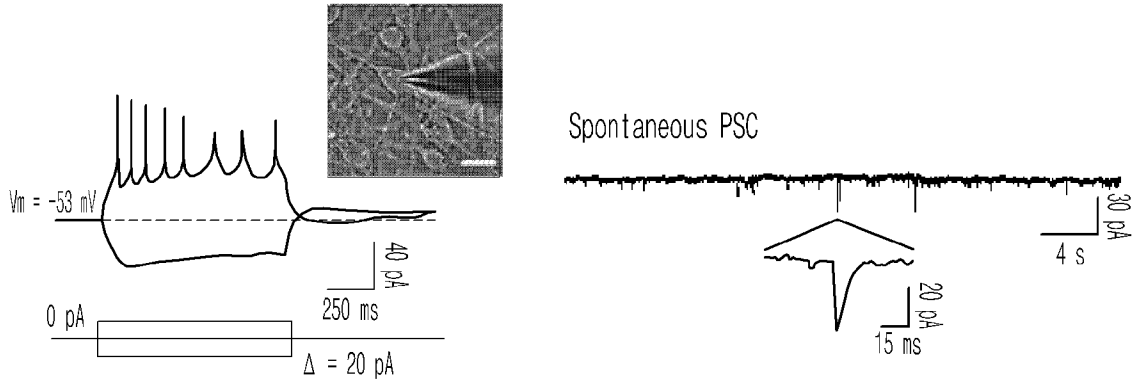 Vm = -53 mV
40 pA
250 ms
0 pA
Δ = 20 pA
Spontaneous PSC
30 pA
4 s
20 pA
15 ms